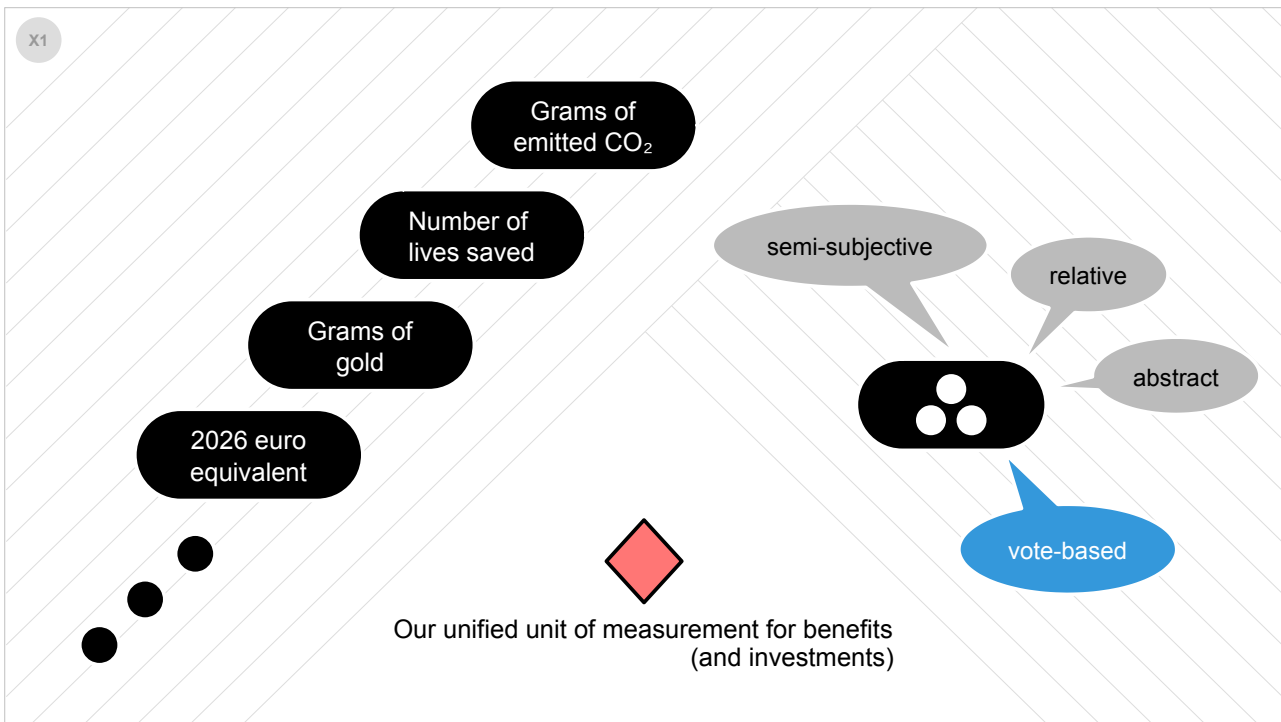 X1
Grams of
emitted CO₂
Number of
lives saved
Grams of
gold
2026 euro
equivalent
semi-subjective
relative
abstract
vote-based
Our unified unit of measurement for benefits
(and investments)